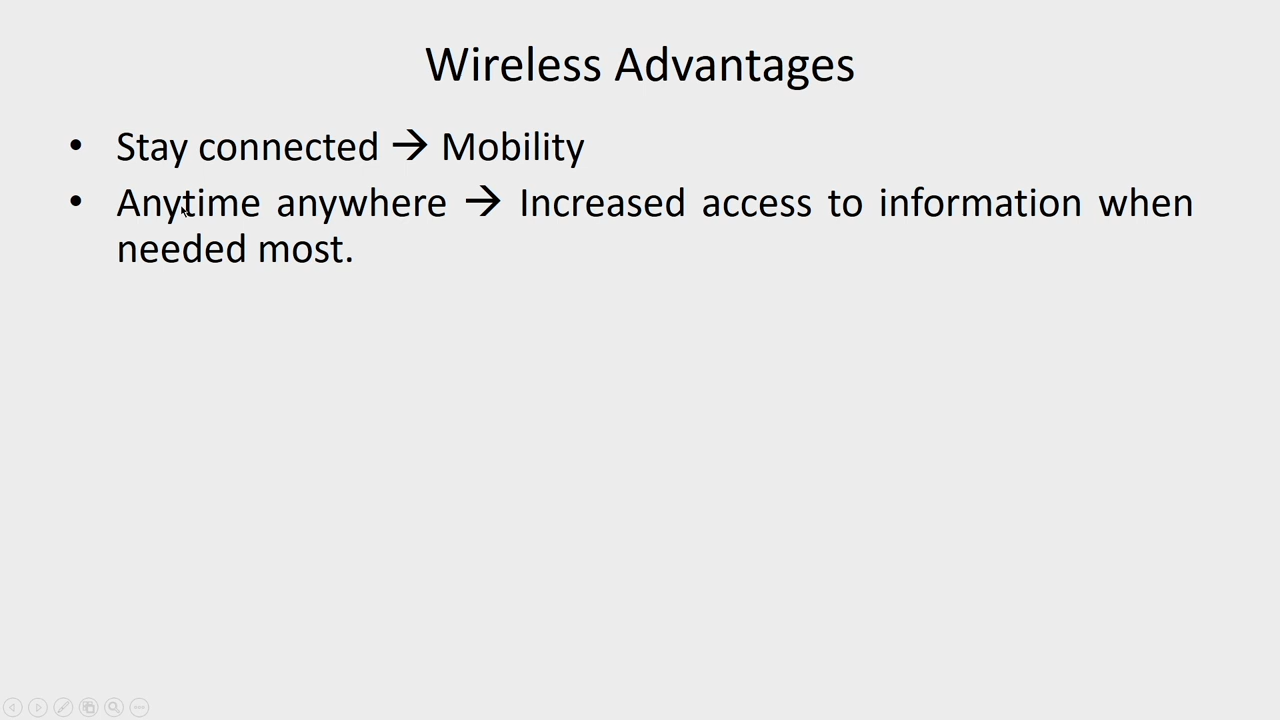 Wireless Advantages
• Stay connected → Mobility
• Anytime anywhere → Increased access to information when
needed most.